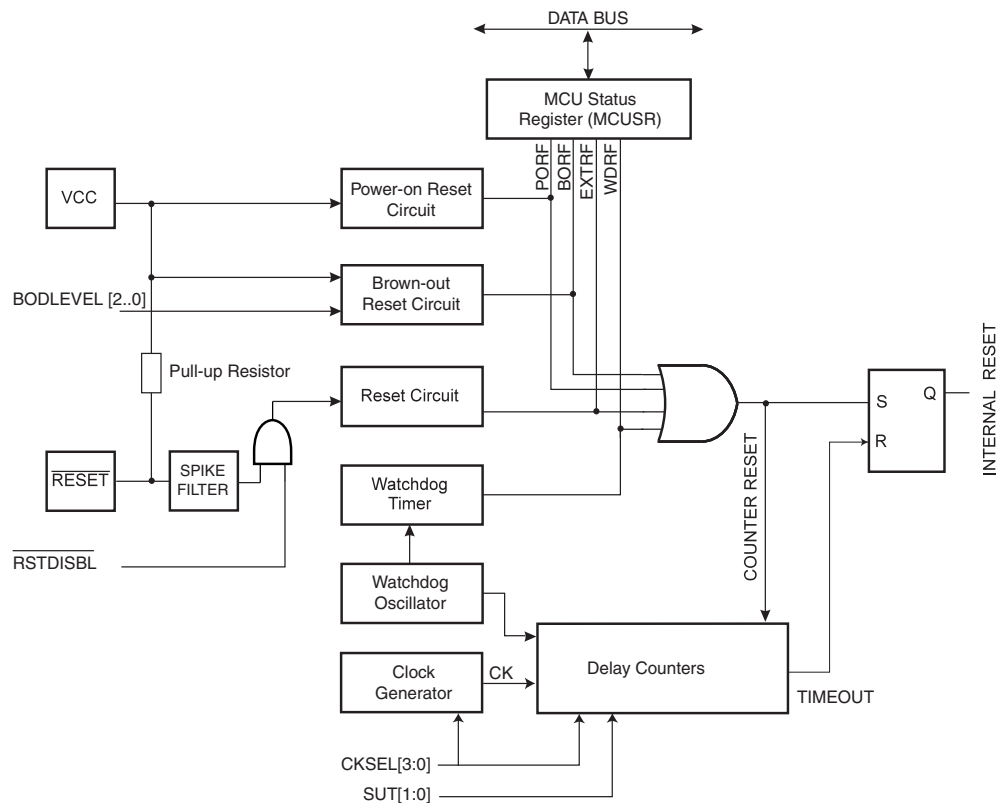 DATA BUS
MCU Status
Register (MCUSR)
PORF
BORF
EXTRF
WDRF
VCC
Power-on Reset
Circuit
Brown-out
Reset Circuit
BODLEVEL [2..0]
Pull-up Resistor
Reset Circuit
S
Q
R
INTERNAL RESET
RESET
SPIKE
FILTER
Watchdog
Timer
COUNTER RESET
RSTDISBL
Watchdog
Oscillator
Clock
Generator
CK
Delay Counters
TIMEOUT
CKSEL[3:0]
SUT[1:0]